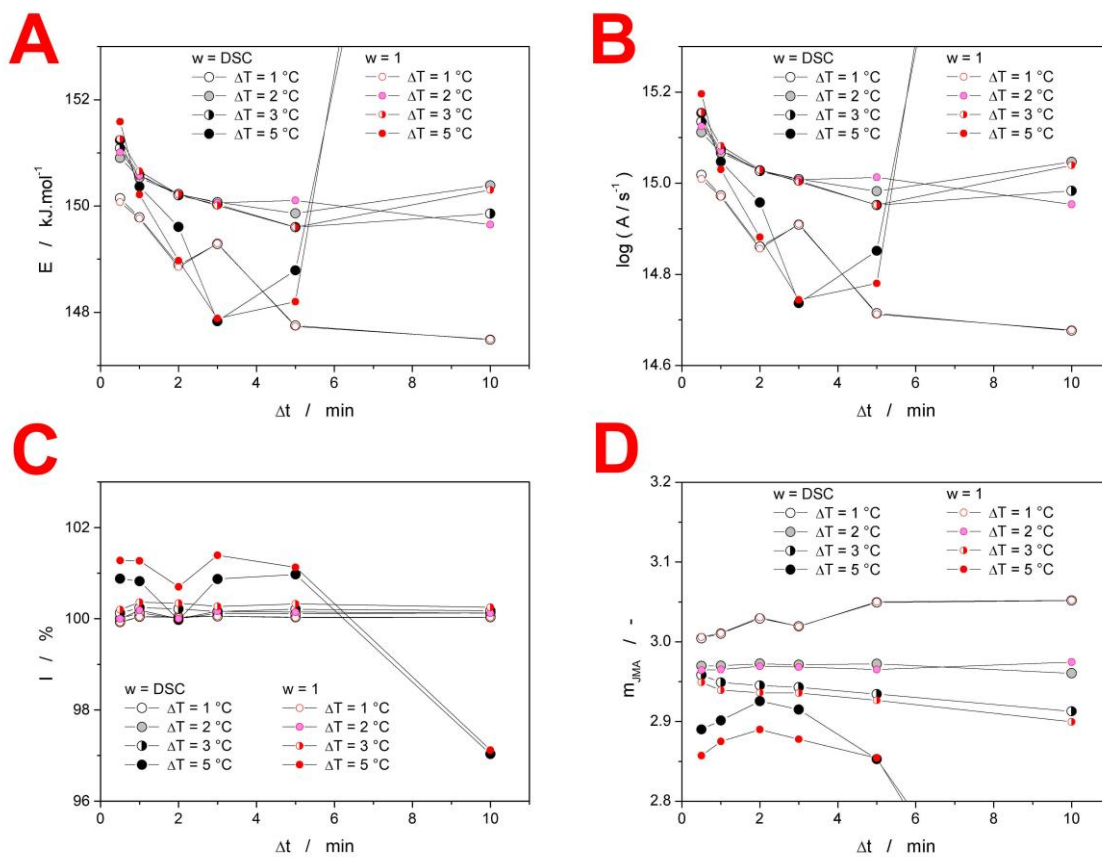 A
w = DSC w = 1
ΔT = 1 °C ΔT = 1 °C
ΔT = 2 °C ΔT = 2 °C
ΔT = 3 °C ΔT = 3 °C
ΔT = 5 °C ΔT = 5 °C
152
150
148
E / kJ.mol⁻¹
0 2 4 6 8 10
Δt / min
B
w = DSC w = 1
ΔT = 1 °C ΔT = 1 °C
ΔT = 2 °C ΔT = 2 °C
ΔT = 3 °C ΔT = 3 °C
ΔT = 5 °C ΔT = 5 °C
15.2
15.0
14.8
14.6
log ( A / s⁻¹ )
0 2 4 6 8 10
Δt / min
C
102
100
98
96
I / %
w = DSC w = 1
ΔT = 1 °C ΔT = 1 °C
ΔT = 2 °C ΔT = 2 °C
ΔT = 3 °C ΔT = 3 °C
ΔT = 5 °C ΔT = 5 °C
0 2 4 6 8 10
Δt / min
D
3.2
3.1
3.0
2.9
2.8
m_JMA / -
w = DSC w = 1
ΔT = 1 °C ΔT = 1 °C
ΔT = 2 °C ΔT = 2 °C
ΔT = 3 °C ΔT = 3 °C
ΔT = 5 °C ΔT = 5 °C
0 2 4 6 8 10
Δt / min